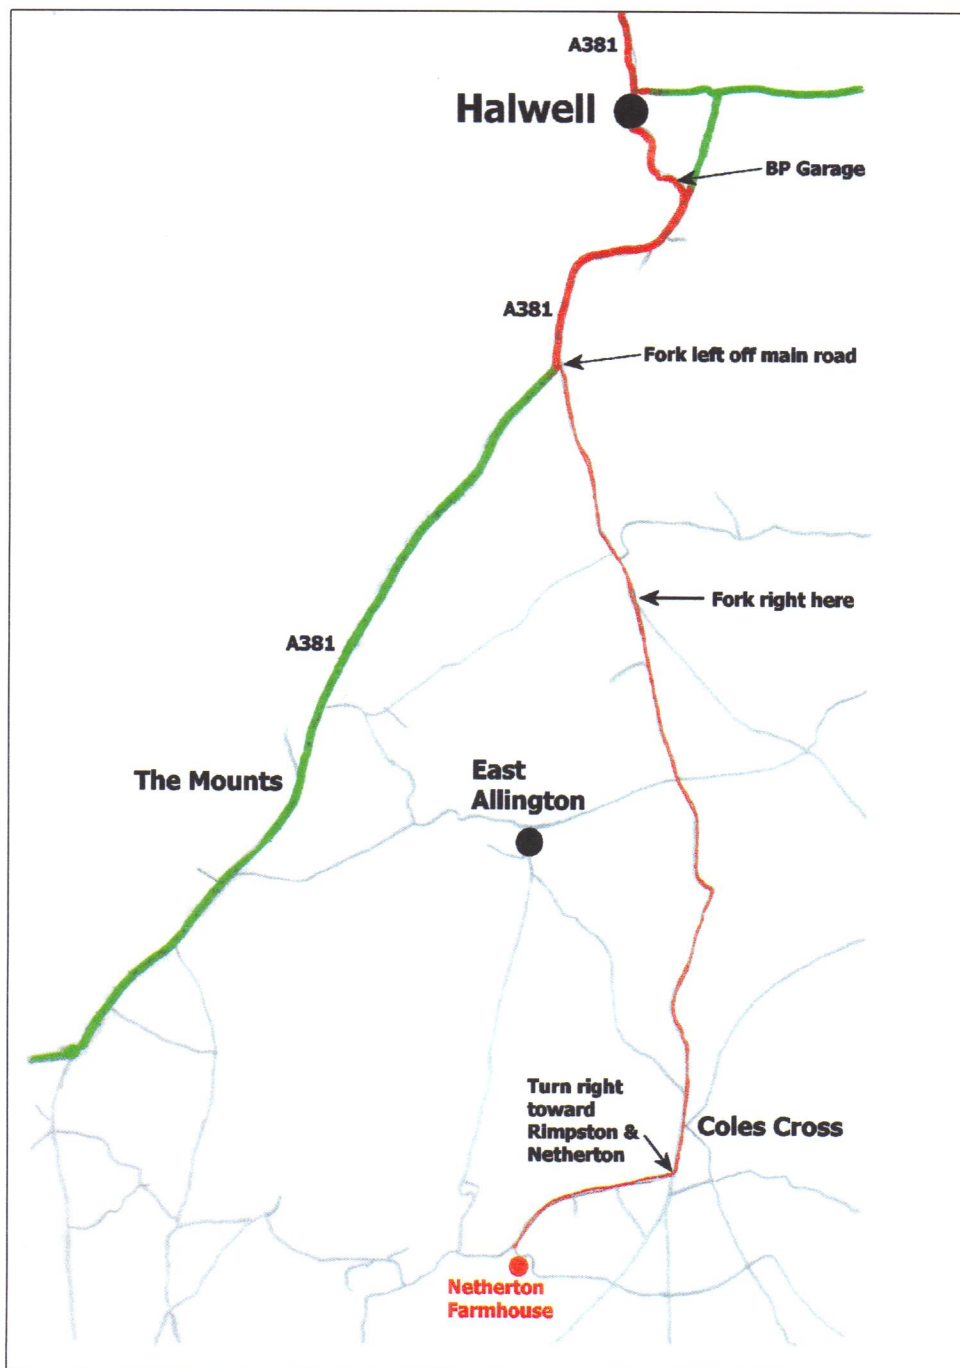 A381
Halwell
BP Garage
A381
Fork left off main road
Fork right here
A381
The Mounts
East
Allington
Turn right
toward
Rimpston &
Netherton
Coles Cross
Netherton
Farmhouse